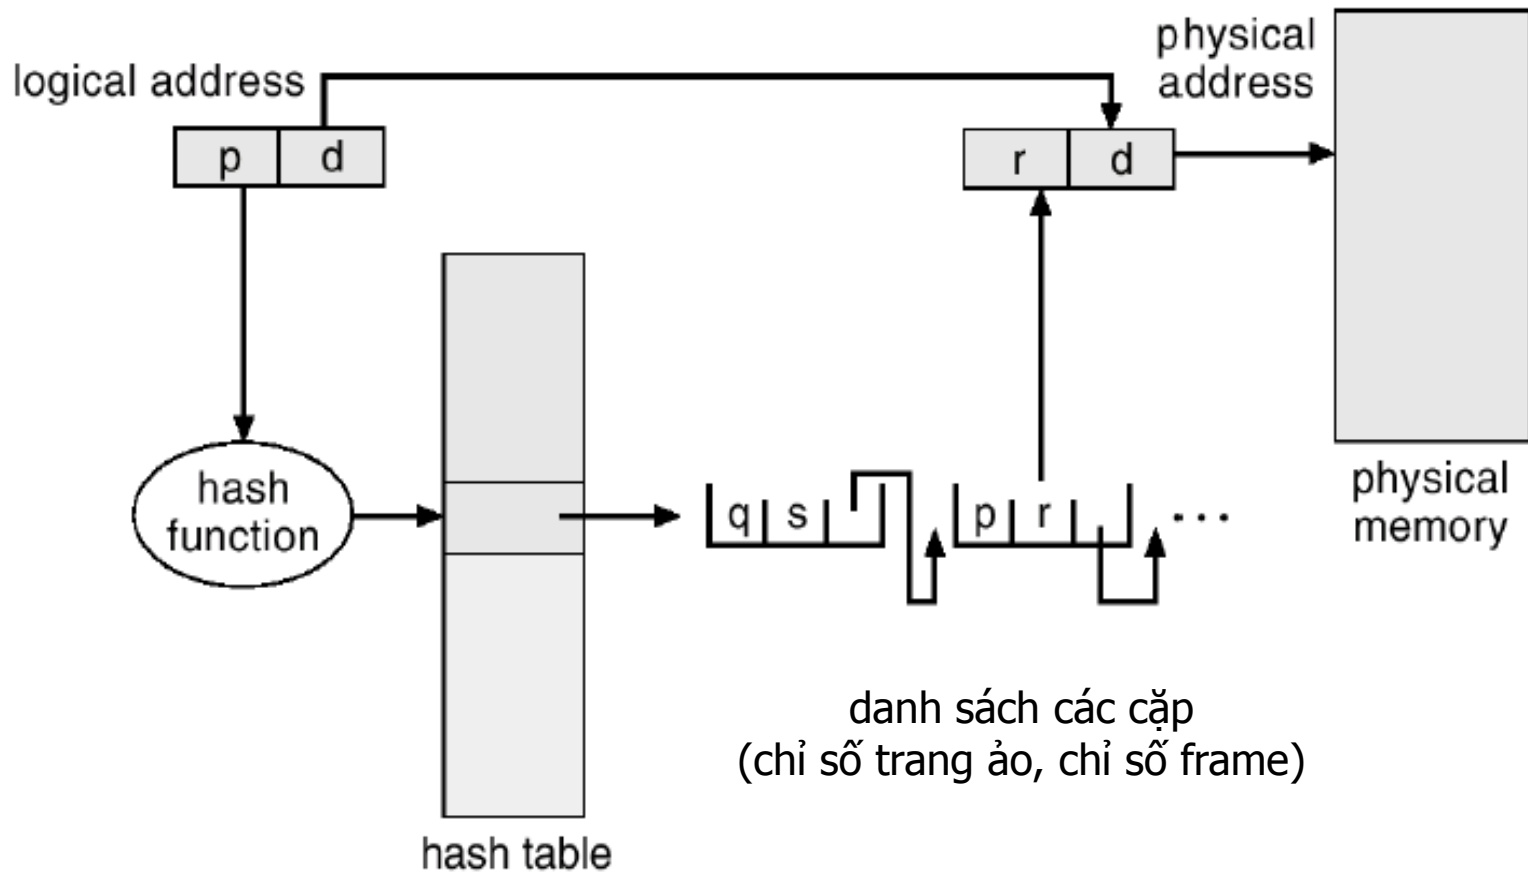 logical address
physical
address
p d
r d
hash
function
q s
p r
...
physical
memory
danh sách các cặp
(chỉ số trang ảo, chỉ số frame)
hash table